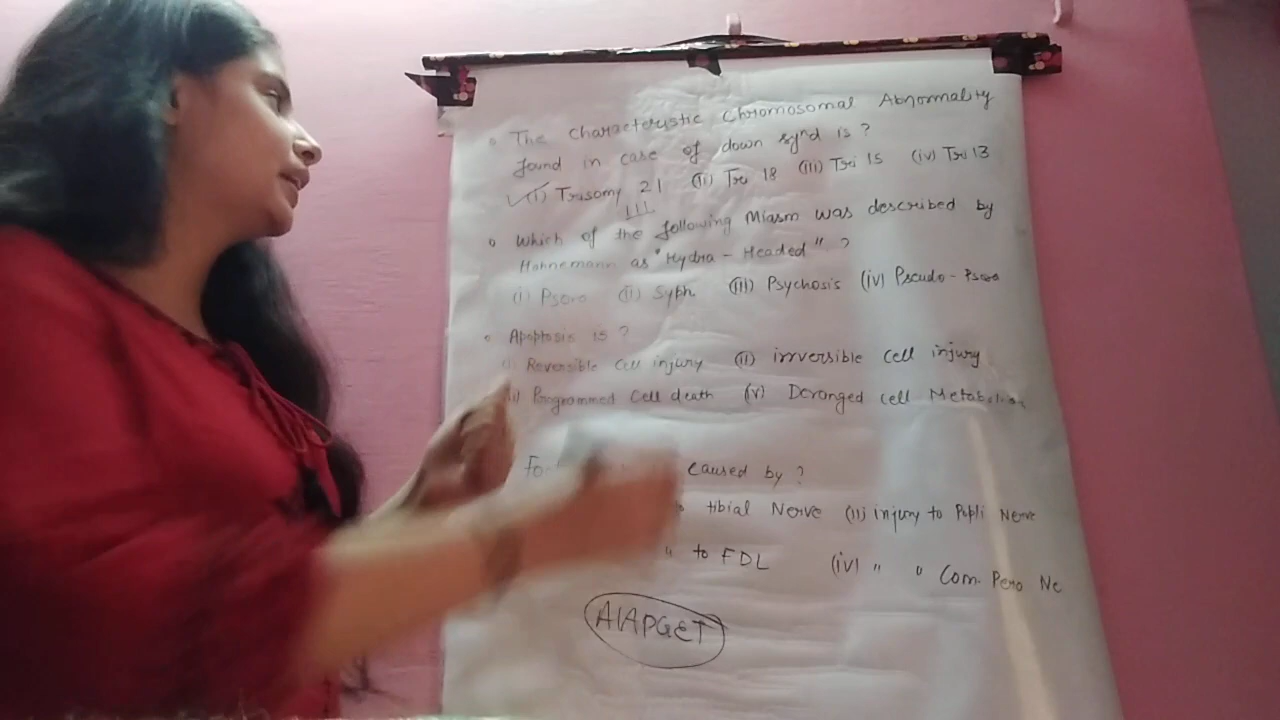 The Characteristic Chromosomal Abnormality
found in case of down synd is ?
(i) Trisomy 21 (ii) Tri 18 (iii) Tri 15 (iv) Tri 13
Which of the following Miasm was described by
Hahnemann as "Hydra - Headed" ?
(i) Psora (ii) Syph (iii) Psychosis (iv) Pseudo - Psora
Apoptosis is ?
(i) Reversible Cell injury (ii) irrversible cell injury
Programmed Cell death (v) Deranged cell Metabolism
caused by ?
tibial Nerve (ii) injury to Popli Nerve
" to FDL (iv) " " Com. Pero Ne
AIAPGET